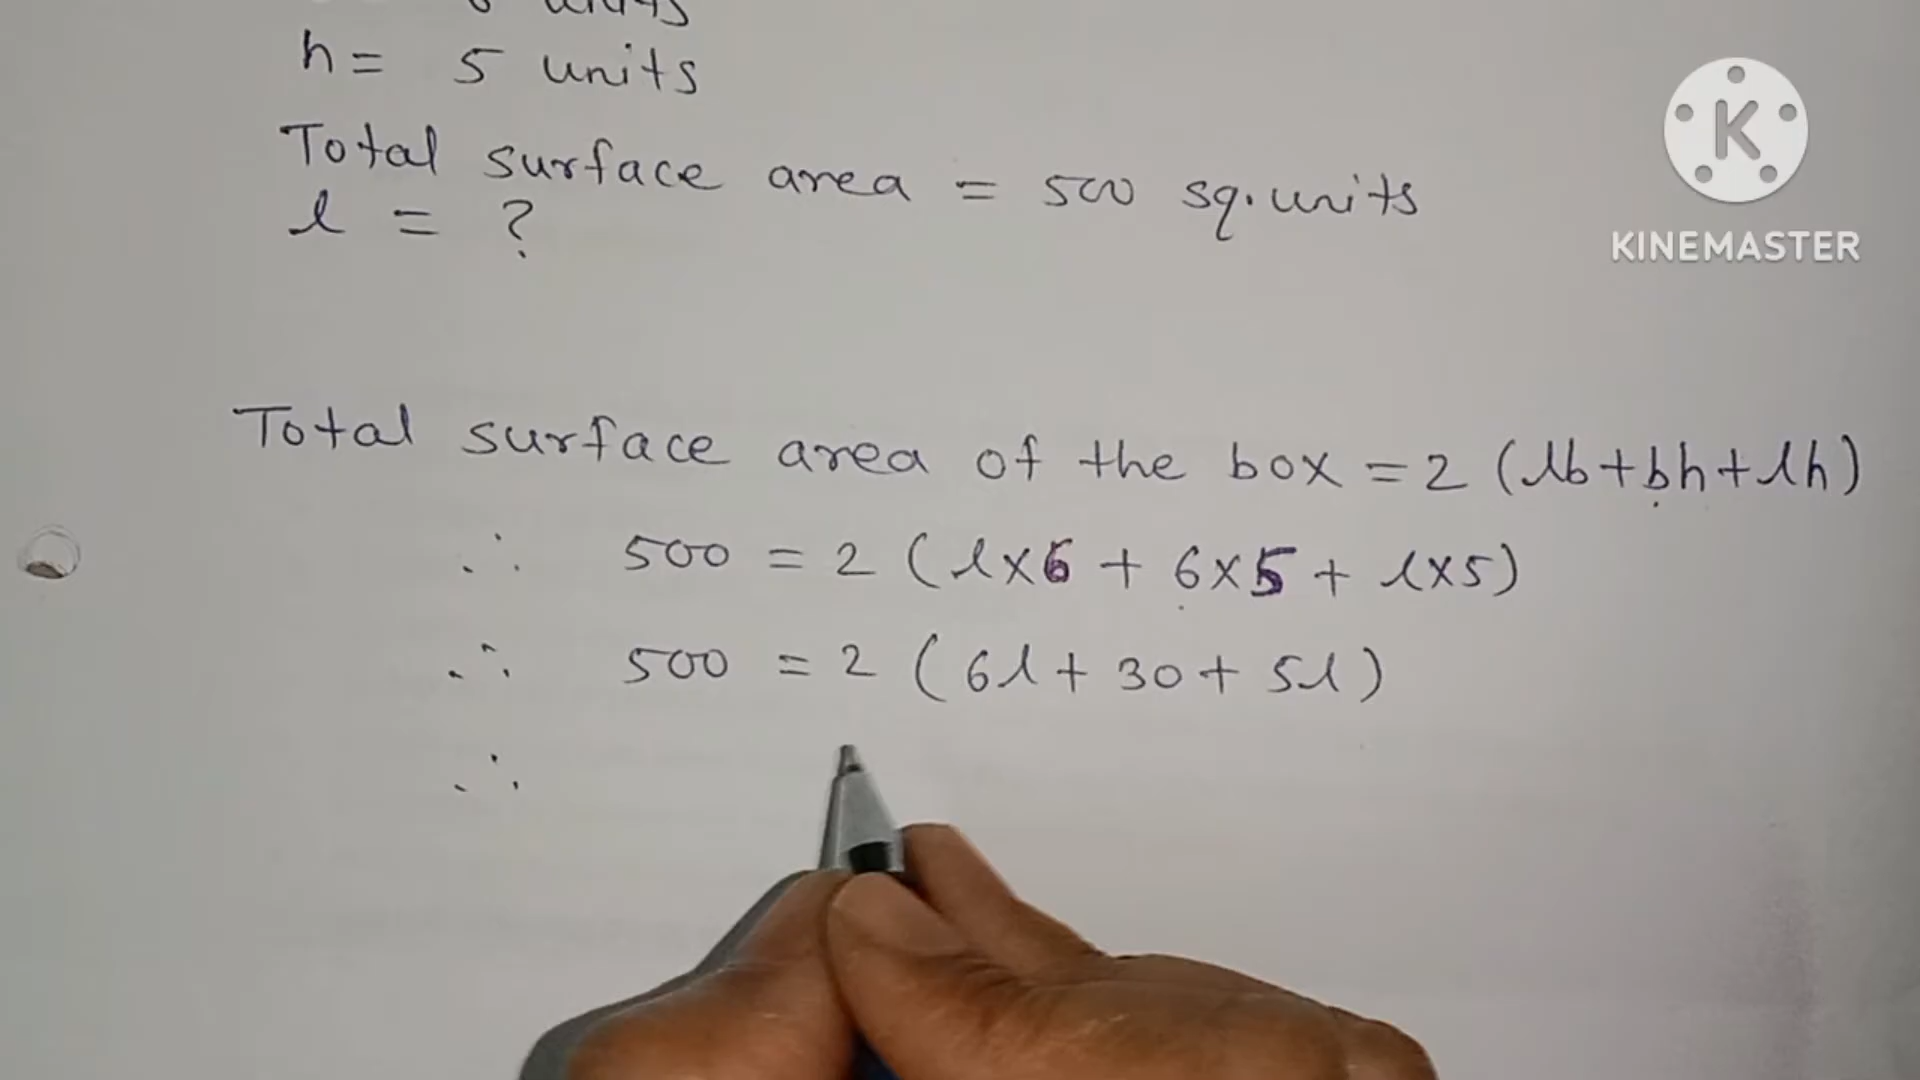 h = 5 units
Total surface area = 500 sq. units
l = ?
K
KINEMASTER
Total surface area of the box = 2 (lb + bh + lh)
∴ 500 = 2 (l × 6 + 6 × 5 + l × 5)
∴ 500 = 2 (6l + 30 + 5l)
∴